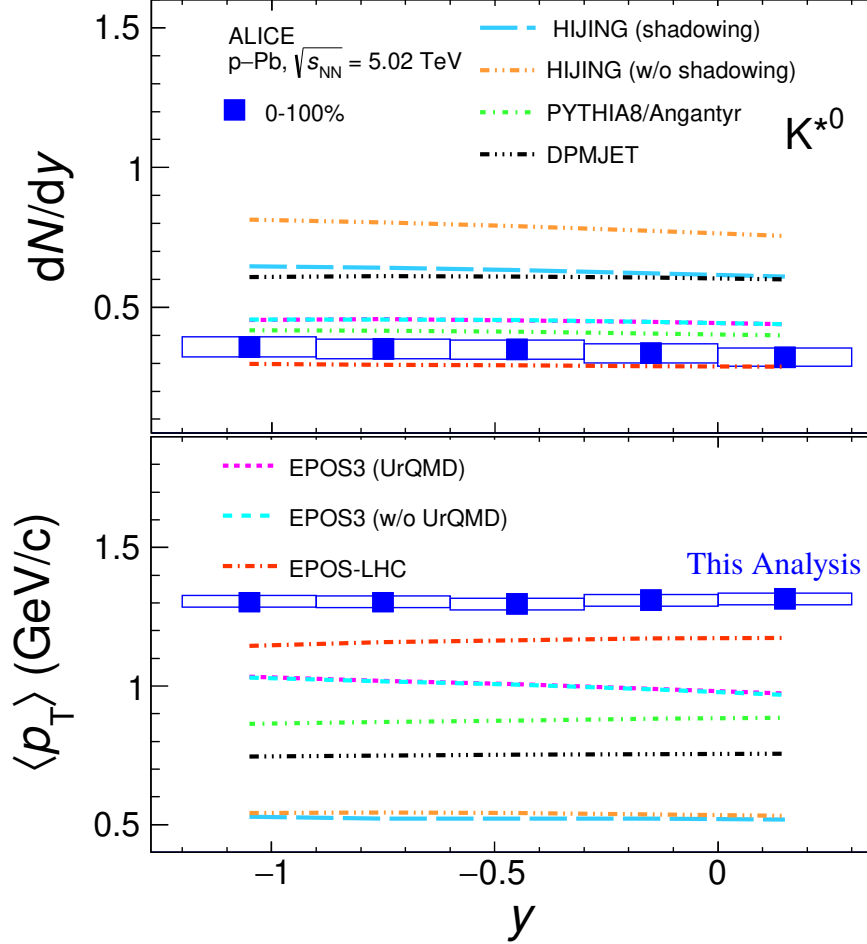 ALICE
p−Pb, √sNN = 5.02 TeV
0-100%
HIJING (shadowing)
HIJING (w/o shadowing)
PYTHIA8/Angantyr
DPMJET
K*0
dN/dy
1.5
1
0.5
EPOS3 (UrQMD)
EPOS3 (w/o UrQMD)
EPOS-LHC
This Analysis
⟨pT⟩ (GeV/c)
1.5
1
0.5
−1
−0.5
0
y